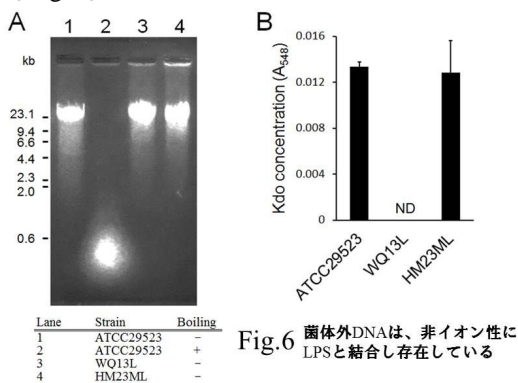 A
B
1 2 3 4
kb
23.1
9.4
6.6
4.4
2.3
2.0
0.6
Lane Strain Boiling
1 ATCC29523 −
2 ATCC29523 +
3 WQ13L −
4 HM23ML −
Kdo concentration (A548)
0.016
0.012
0.008
0.004
0
ND
ATCC29523
WQ13L
HM23ML
Fig.6 菌体外DNAは、非イオン性に
LPSと結合し存在している